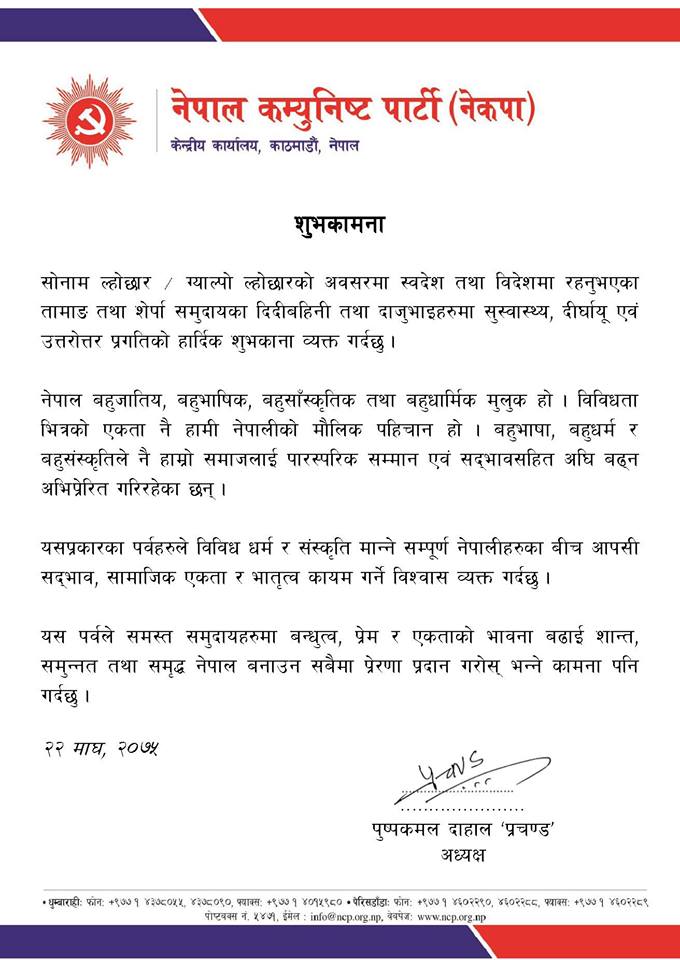 नेपाल कम्युनिष्ट पार्टी (नेकपा)
केन्द्रीय कार्यालय, काठमाडौं, नेपाल
शुभकामना
सोनाम ल्होछार / ग्याल्पो ल्होछारको अवसरमा स्वदेश तथा विदेशमा रहनुभएका
तामाङ तथा शेर्पा समुदायका दिदीबहिनी तथा दाजुभाइहरुमा सुस्वास्थ्य, दीर्घायू एवं
उत्तरोत्तर प्रगतिको हार्दिक शुभकाना व्यक्त गर्दछु ।
नेपाल बहुजातिय, बहुभाषिक, बहुसाँस्कृतिक तथा बहुधार्मिक मुलुक हो । विविधता
भित्रको एकता नै हामी नेपालीको मौलिक पहिचान हो । बहुभाषा, बहुधर्म र
बहुसंस्कृतिले नै हाम्रो समाजलाई पारस्परिक सम्मान एवं सद्‌भावसहित अघि बढ्न
अभिप्रेरित गरिरहेका छन् ।
यसप्रकारका पर्वहरुले विविध धर्म र संस्कृति मान्ने सम्पूर्ण नेपालीहरुका बीच आपसी
सद्‌भाव, सामाजिक एकता र भातृत्व कायम गर्ने विश्वास व्यक्त गर्दछु ।
यस पर्वले समस्त समुदायहरुमा बन्धुत्व, प्रेम र एकताको भावना बढाई शान्त,
समुन्नत तथा समृद्ध नेपाल बनाउन सबैमा प्रेरणा प्रदान गरोस् भन्ने कामना पनि
गर्दछु ।
२२ माघ, २०७५
पुष्पकमल दाहाल ‘प्रचण्ड’
अध्यक्ष
• धुम्बाराही: फोन: +९७७ १ ४३७८०५५, ४३७८०९०, फ्याक्स: +९७७ १ ४०१५९८० • पेरिसडाँडा: फोन: +९७७ १ ४६०२२९०, ४६०२२८८, फ्याक्स: +९७७ १ ४६०२२८९
पोष्टबक्स नं. ५४७१, ईमेल : info@ncp.org.np, वेबपेज: www.ncp.org.np